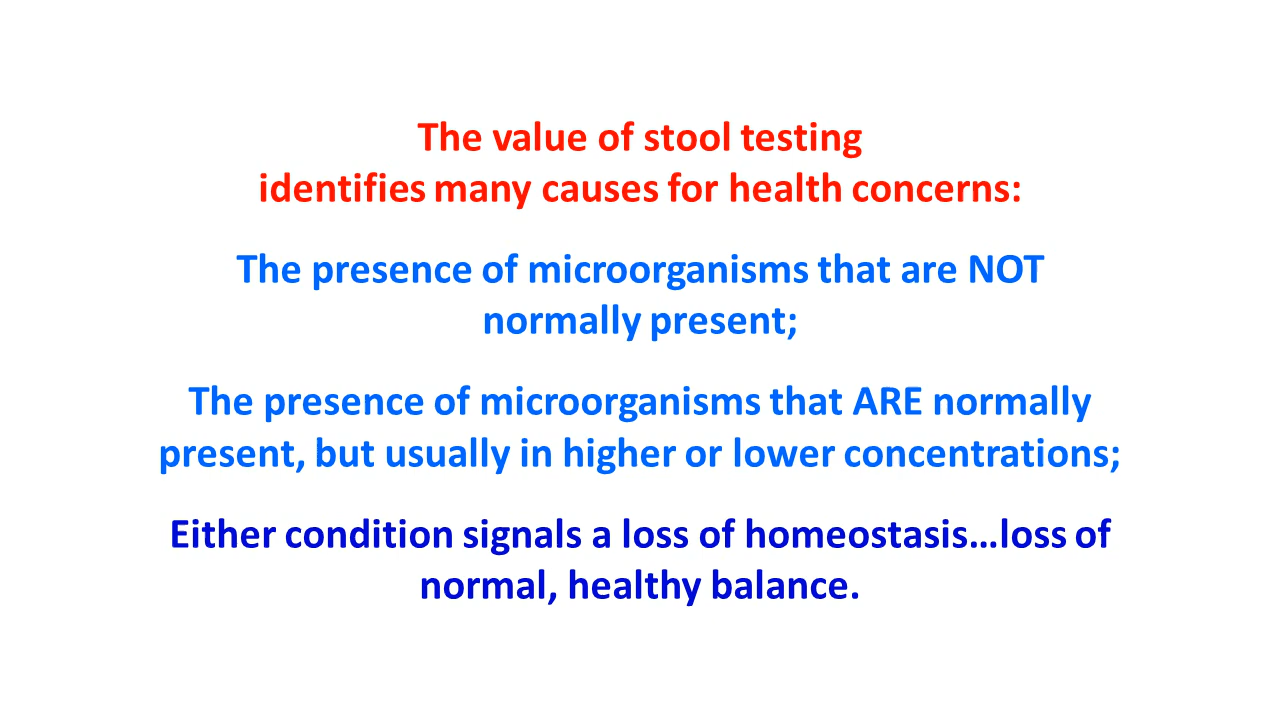 The value of stool testing
identifies many causes for health concerns:
The presence of microorganisms that are NOT
normally present;
The presence of microorganisms that ARE normally
present, but usually in higher or lower concentrations;
Either condition signals a loss of homeostasis...loss of
normal, healthy balance.